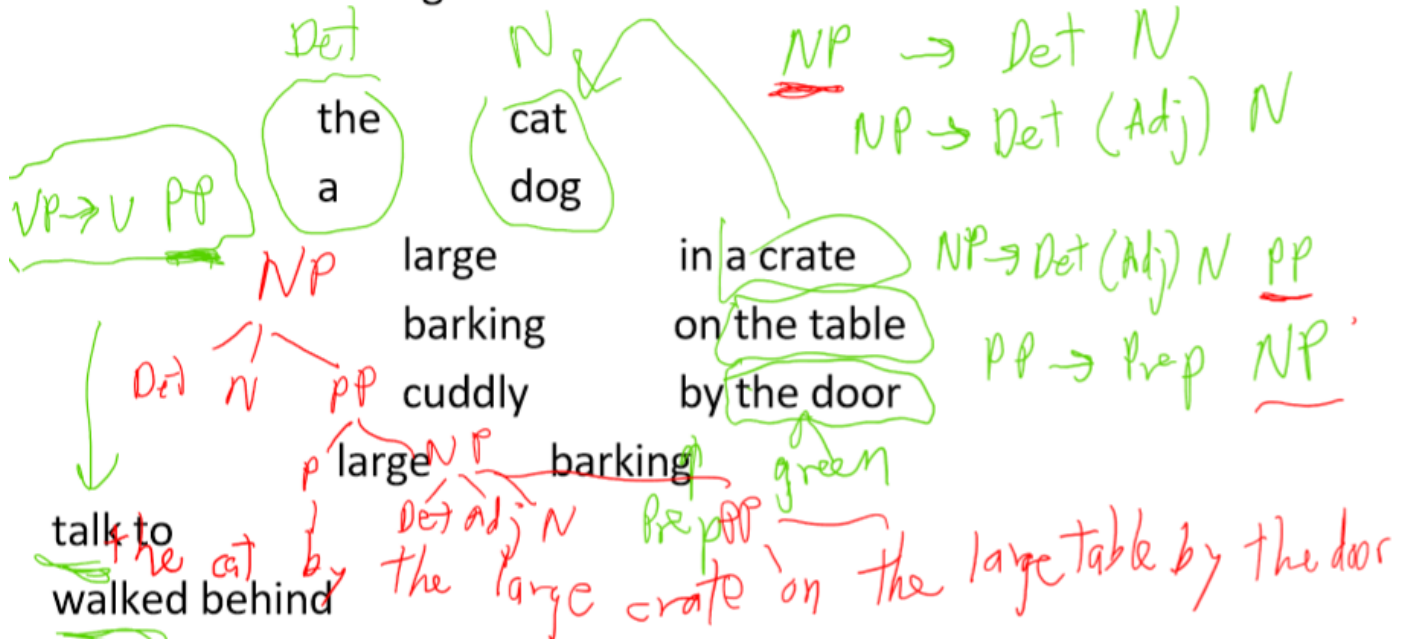 Det N NP → Det N
the cat NP → Det (Adj) N
a dog
VP → V PP
NP large in a crate NP → Det (Adj) N PP
barking on the table PP → Prep NP
Det N PP cuddly by the door
P large NP barking green
Det adj N Prep PP
talk to
the cat by the large crate on the large table by the door
walked behind